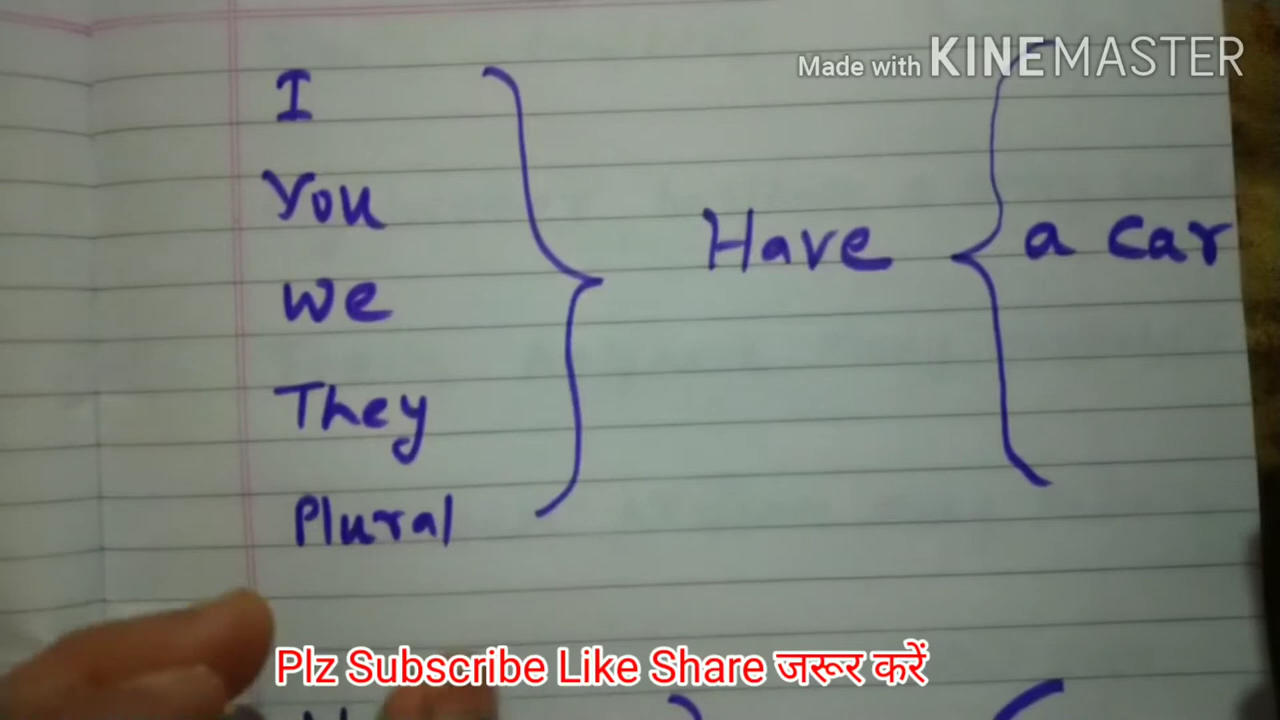 Made with KINEMASTER
I
You
We
They
Plural
Have
a car
Plz Subscribe Like Share जरूर करें